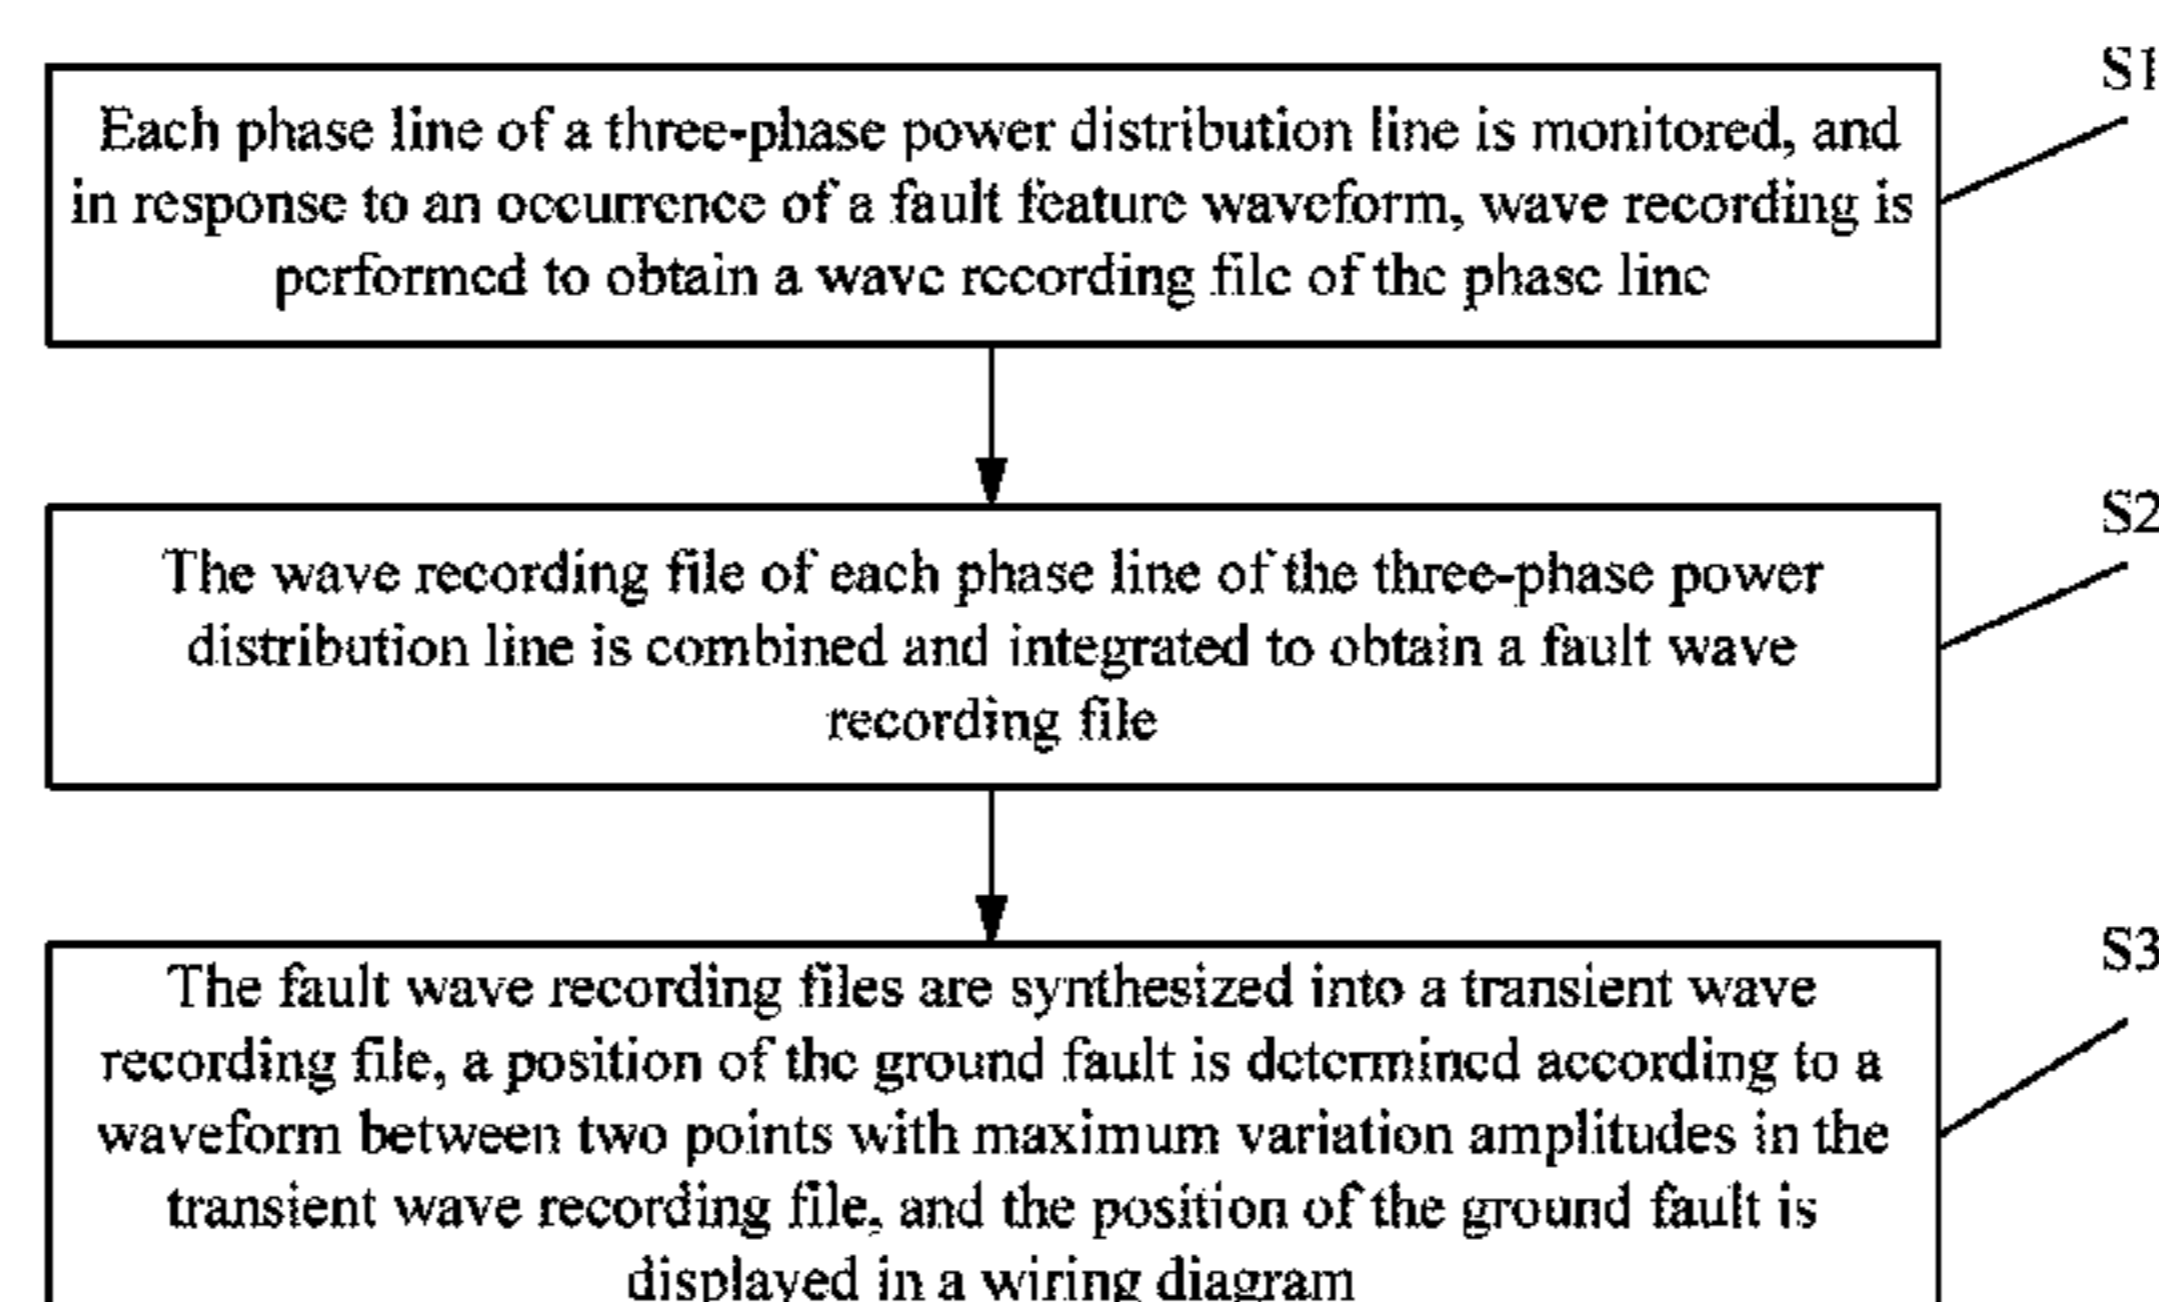 S1
Each phase line of a three-phase power distribution line is monitored, and
in response to an occurrence of a fault feature waveform, wave recording is
performed to obtain a wave recording file of the phase line
S2
The wave recording file of each phase line of the three-phase power
distribution line is combined and integrated to obtain a fault wave
recording file
S3
The fault wave recording files are synthesized into a transient wave
recording file, a position of the ground fault is determined according to a
waveform between two points with maximum variation amplitudes in the
transient wave recording file, and the position of the ground fault is
displayed in a wiring diagram